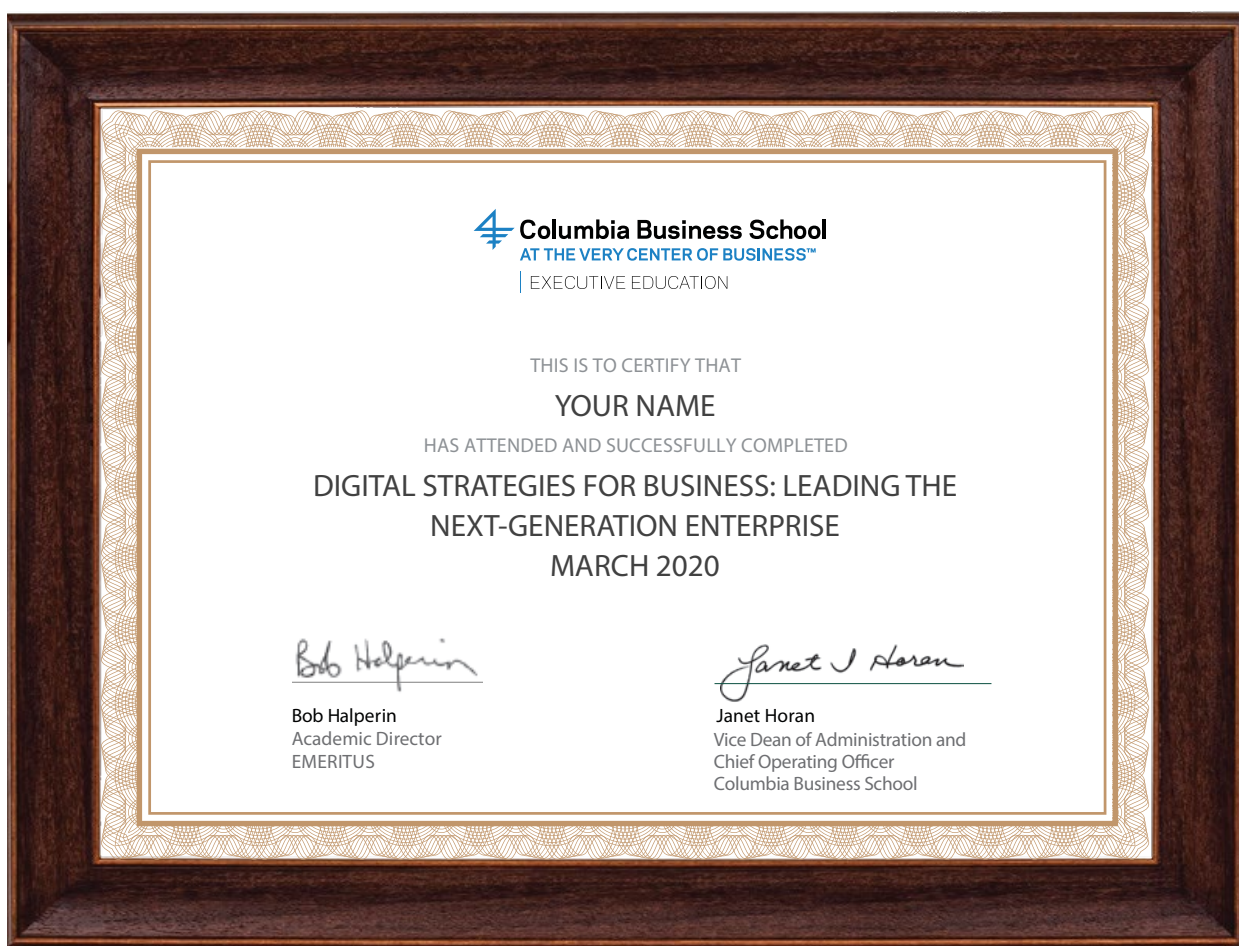 Columbia Business School
AT THE VERY CENTER OF BUSINESS™
EXECUTIVE EDUCATION
THIS IS TO CERTIFY THAT
YOUR NAME
HAS ATTENDED AND SUCCESSFULLY COMPLETED
DIGITAL STRATEGIES FOR BUSINESS: LEADING THE
NEXT-GENERATION ENTERPRISE
MARCH 2020
Bob Halperin
Bob Halperin
Academic Director
EMERITUS
Janet I Horan
Janet Horan
Vice Dean of Administration and
Chief Operating Officer
Columbia Business School